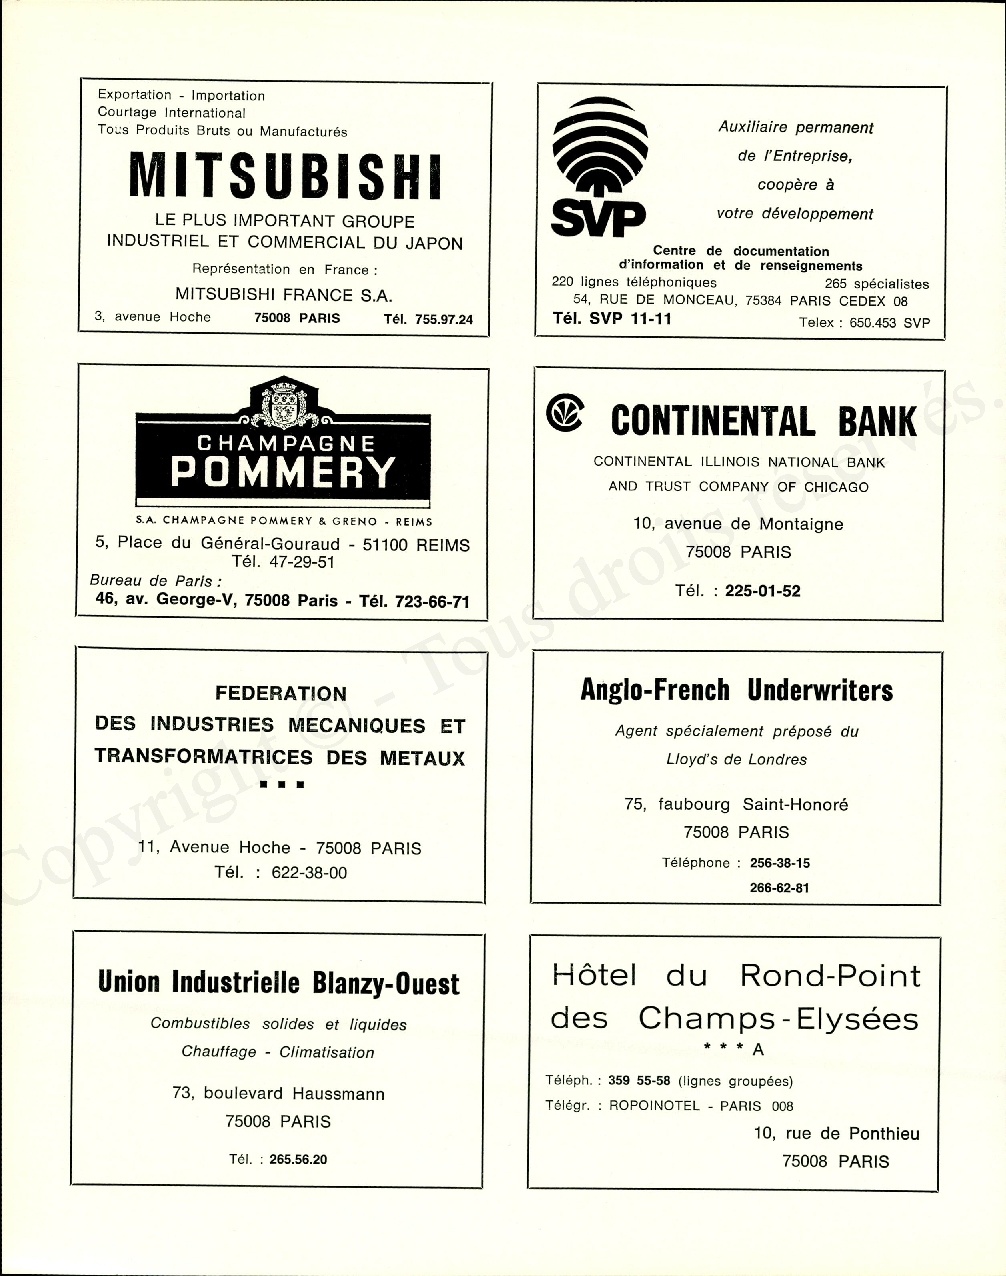 Exportation - Importation
Courtage International
Tous Produits Bruts ou Manufacturés
MITSUBISHI
LE PLUS IMPORTANT GROUPE
INDUSTRIEL ET COMMERCIAL DU JAPON
Représentation en France :
MITSUBISHI FRANCE S.A.
3, avenue Hoche 75008 PARIS Tél. 755.97.24
SVP
Auxiliaire permanent
de l'Entreprise,
coopère à
votre développement
Centre de documentation
d'information et de renseignements
220 lignes téléphoniques 265 spécialistes
54, RUE DE MONCEAU, 75384 PARIS CEDEX 08
Tél. SVP 11-11 Telex : 650.453 SVP
CHAMPAGNE
POMMERY
S.A. CHAMPAGNE POMMERY & GRENO - REIMS
5, Place du Général-Gouraud - 51100 REIMS
Tél. 47-29-51
Bureau de Paris :
46, av. George-V, 75008 Paris - Tél. 723-66-71
CONTINENTAL BANK
CONTINENTAL ILLINOIS NATIONAL BANK
AND TRUST COMPANY OF CHICAGO
10, avenue de Montaigne
75008 PARIS
Tél. : 225-01-52
FEDERATION
DES INDUSTRIES MECANIQUES ET
TRANSFORMATRICES DES METAUX
11, Avenue Hoche - 75008 PARIS
Tél. : 622-38-00
Anglo-French Underwriters
Agent spécialement préposé du
Lloyd's de Londres
75, faubourg Saint-Honoré
75008 PARIS
Téléphone : 256-38-15
266-62-81
Union Industrielle Blanzy-Ouest
Combustibles solides et liquides
Chauffage - Climatisation
73, boulevard Haussmann
75008 PARIS
Tél. : 265.56.20
Hôtel du Rond-Point
des Champs-Elysées
* * * A
Téléph. : 359 55-58 (lignes groupées)
Télégr. : ROPOINOTEL - PARIS 008
10, rue de Ponthieu
75008 PARIS
Copyright © - Tous droits réservés.